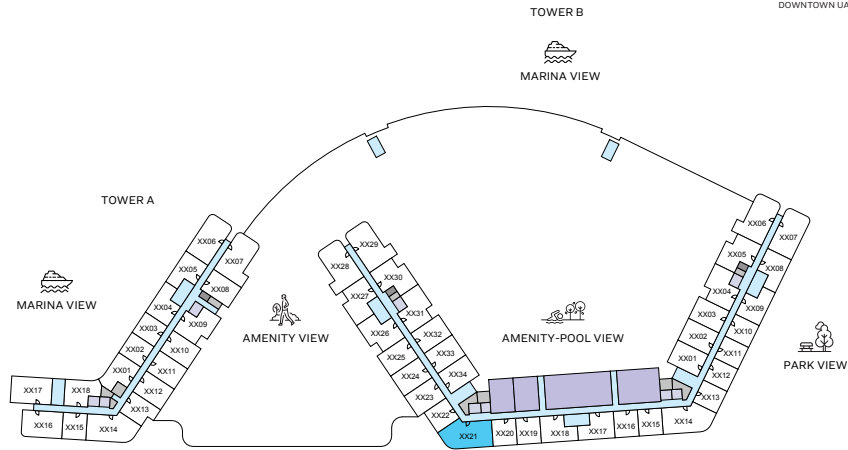 DOWNTOWN UA
TOWER B
MARINA VIEW
TOWER A
MARINA VIEW
AMENITY VIEW
AMENITY-POOL VIEW
PARK VIEW
XX06
XX07
XX05
XX08
XX04
XX09
XX03
XX10
XX02
XX11
XX01
XX12
XX17
XX18
XX13
XX16
XX15
XX14
XX29
XX28
XX30
XX27
XX31
XX26
XX32
XX25
XX33
XX24
XX34
XX23
XX22
XX21
XX20
XX19
XX18
XX17
XX16
XX15
XX14
XX13
XX12
XX01
XX11
XX02
XX10
XX03
XX09
XX04
XX08
XX05
XX07
XX06